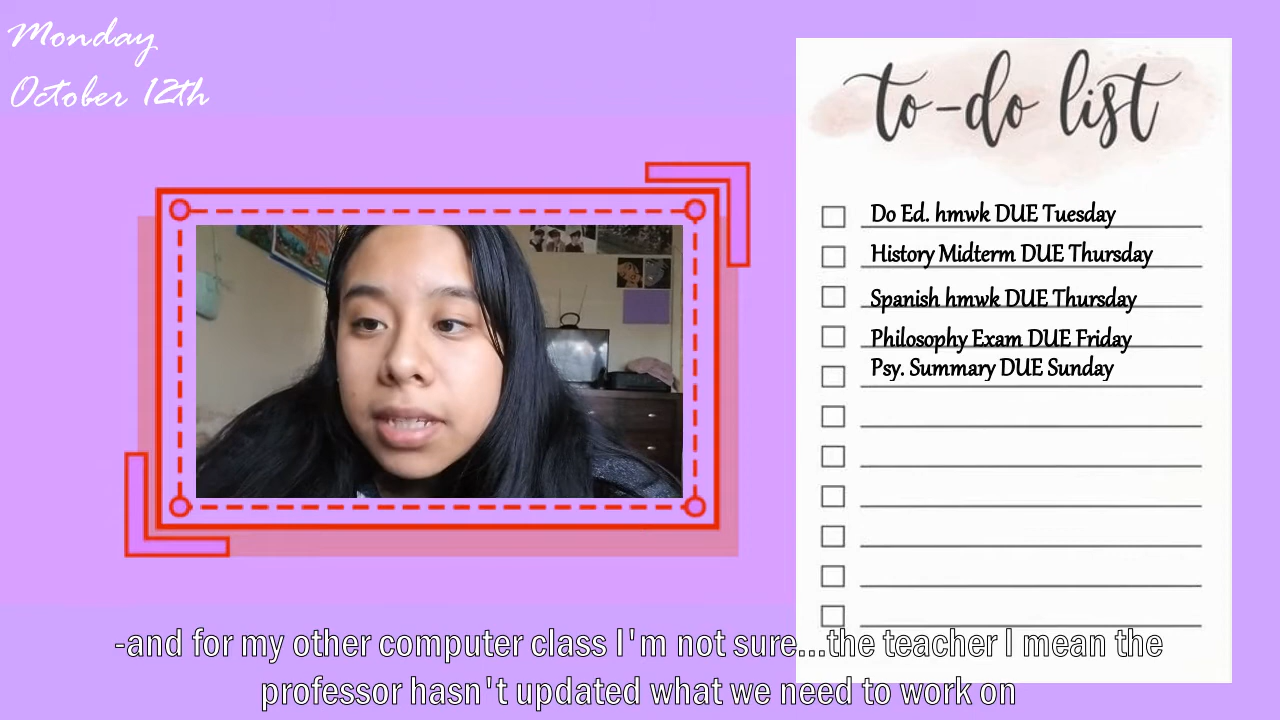 Monday
October 12th
to-do list
Do Ed. hmwk DUE Tuesday
History Midterm DUE Thursday
Spanish hmwk DUE Thursday
Philosophy Exam DUE Friday
Psy. Summary DUE Sunday
-and for my other computer class I'm not sure...the teacher I mean the
professor hasn't updated what we need to work on